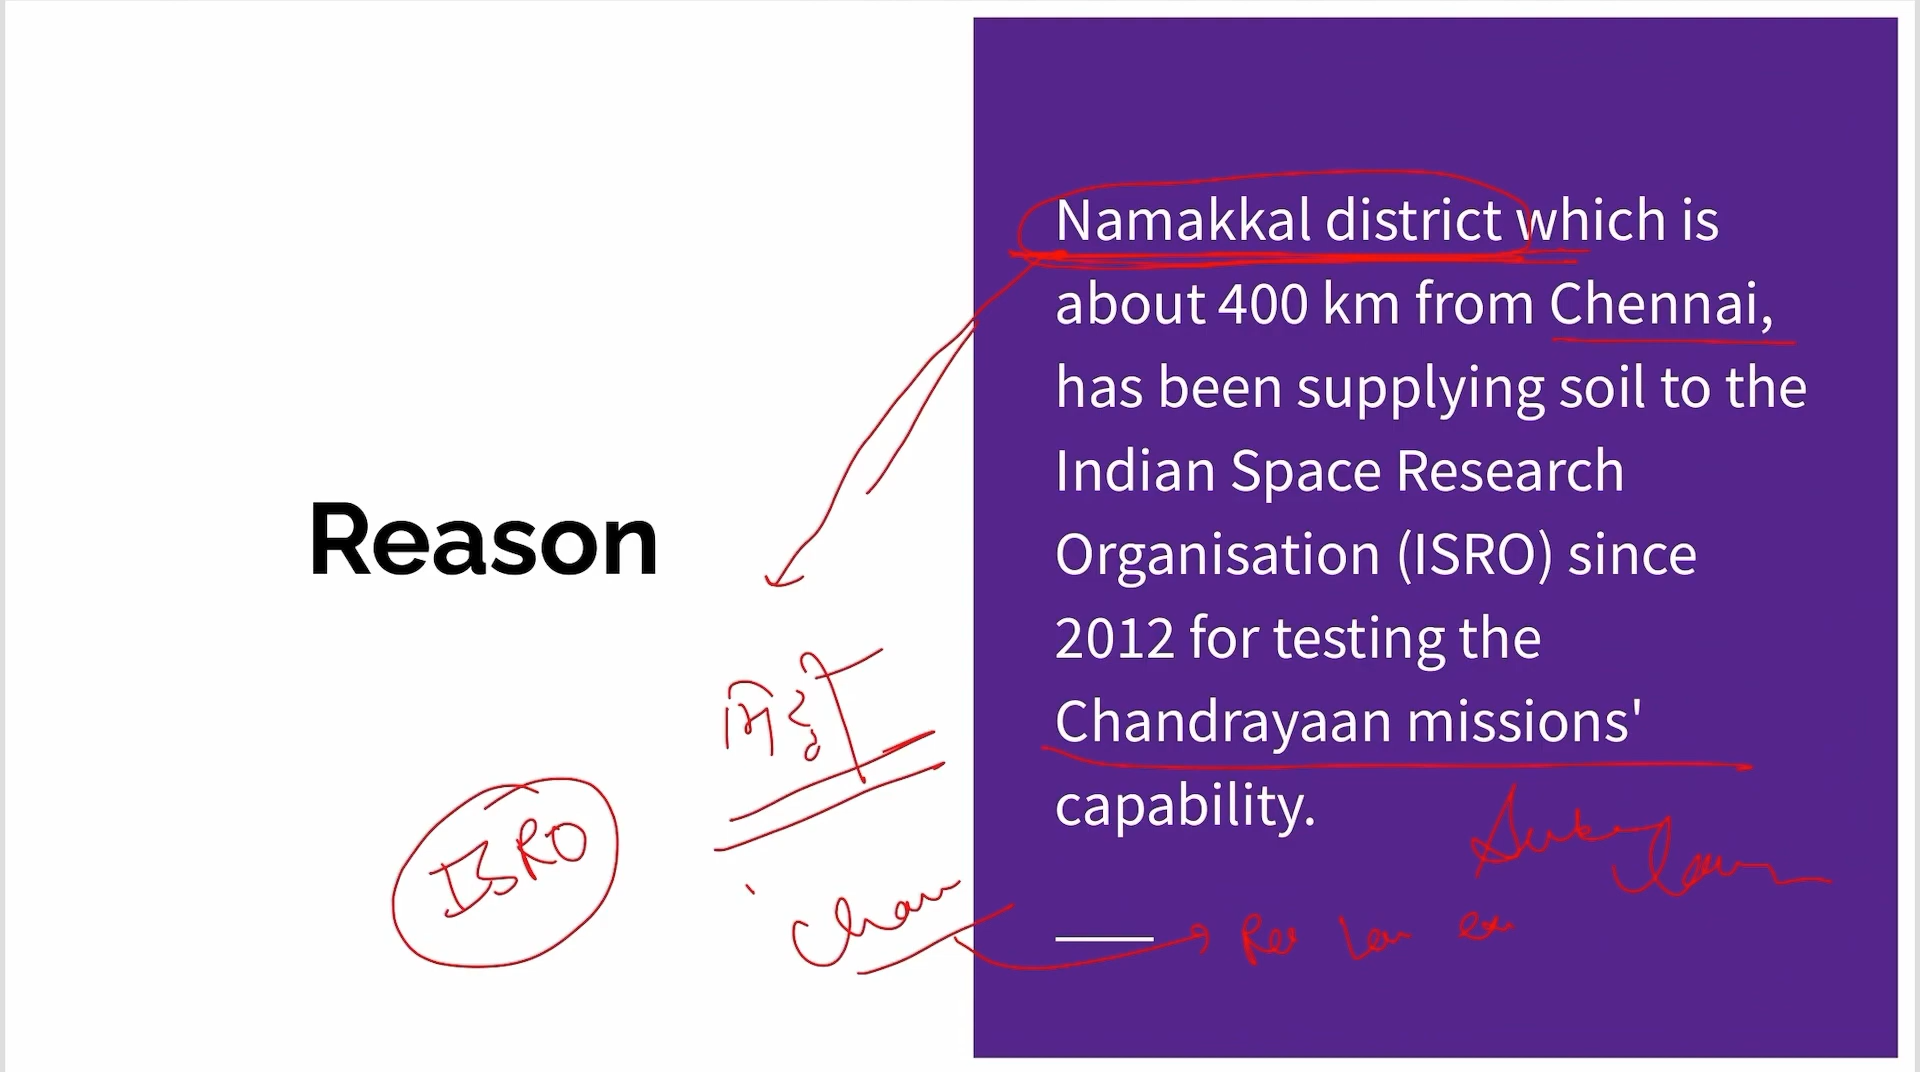 Reason
Namakkal district which is
about 400 km from Chennai,
has been supplying soil to the
Indian Space Research
Organisation (ISRO) since
2012 for testing the
Chandrayaan missions'
capability.
ISRO